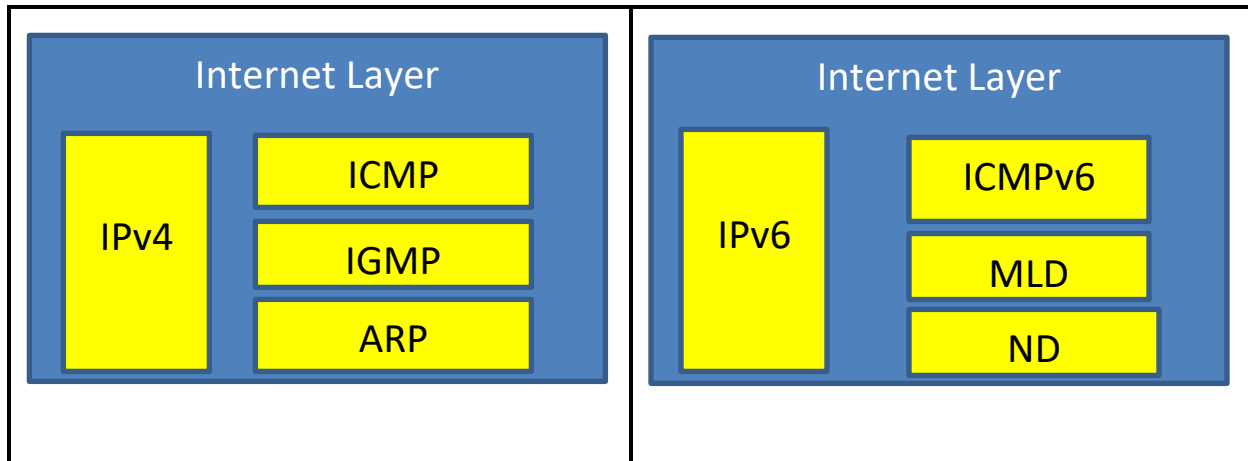 Internet Layer
IPv4
ICMP
IGMP
ARP
Internet Layer
IPv6
ICMPv6
MLD
ND